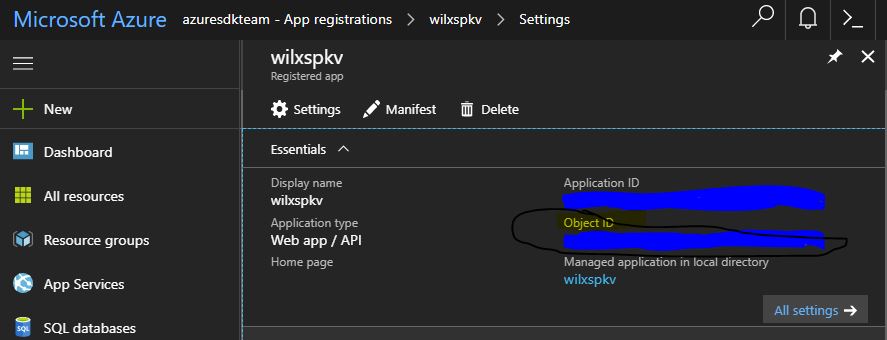 Microsoft Azure azuresdkteam - App registrations > wilxspkv > Settings
wilxspkv
Registered app
Settings Manifest Delete
New
Essentials
Dashboard
Display name Application ID
wilxspkv
All resources
Application type Object ID
Web app / API
Resource groups
Home page Managed application in local directory
wilxspkv
App Services
All settings →
SQL SQL databases